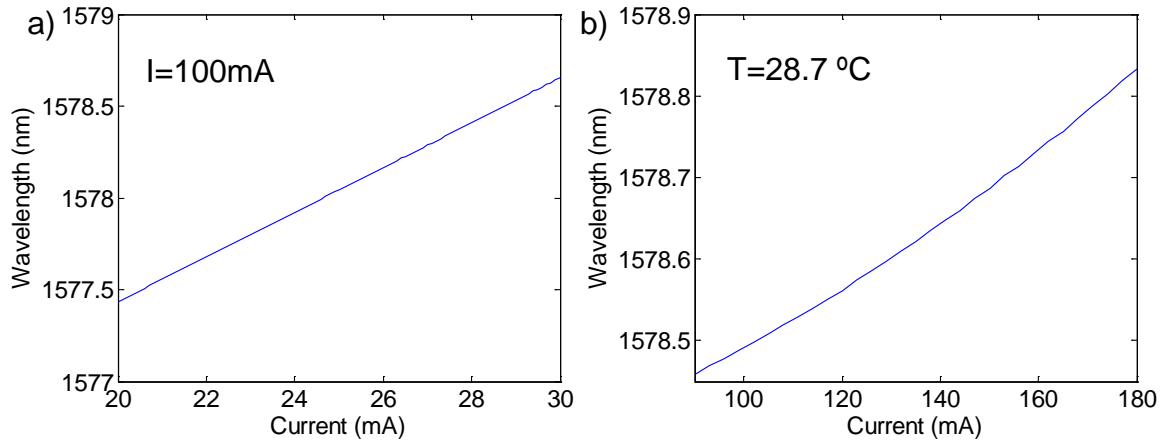 a)
I=100mA
Wavelength (nm)
1579
1578.5
1578
1577.5
1577
20 22 24 26 28 30
Current (mA)
b)
T=28.7 ºC
Wavelength (nm)
1578.9
1578.8
1578.7
1578.6
1578.5
100 120 140 160 180
Current (mA)